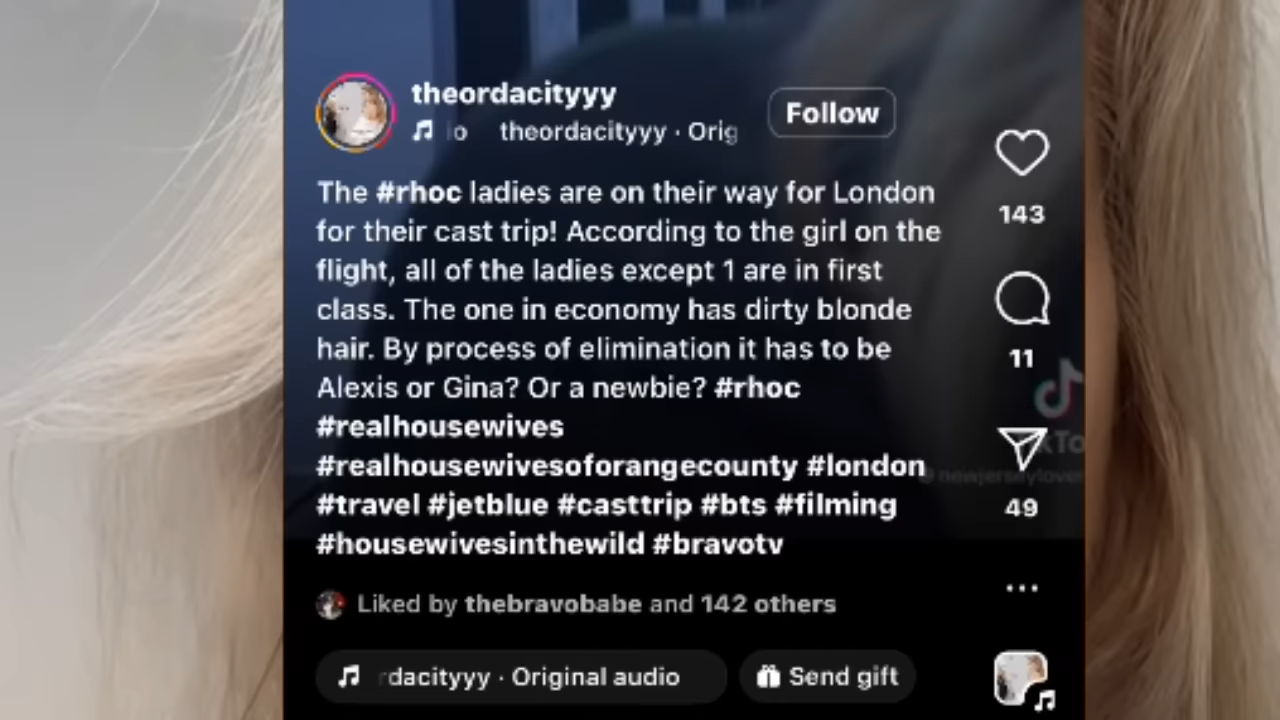 theordacityyy
io theordacityyy · Orig
Follow
The #rhoc ladies are on their way for London
for their cast trip! According to the girl on the
flight, all of the ladies except 1 are in first
class. The one in economy has dirty blonde
hair. By process of elimination it has to be
Alexis or Gina? Or a newbie? #rhoc
#realhousewives
#realhousewivesoforangecounty #london
#travel #jetblue #casttrip #bts #filming
#housewivesinthewild #bravotv
Liked by thebravobabe and 142 others
rdacityyy · Original audio
Send gift
143
11
kTo
49